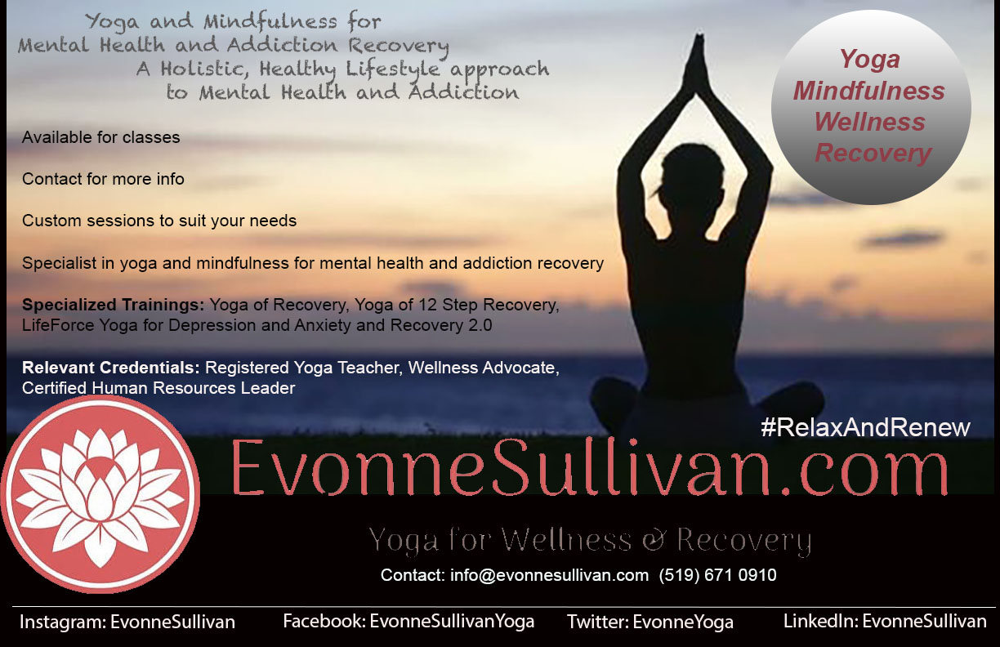 Yoga and Mindfulness for
Mental Health and Addiction Recovery
A Holistic, Healthy Lifestyle approach
to Mental Health and Addiction
Yoga
Mindfulness
Wellness
Recovery
Available for classes
Contact for more info
Custom sessions to suit your needs
Specialist in yoga and mindfulness for mental health and addiction recovery
Specialized Trainings: Yoga of Recovery, Yoga of 12 Step Recovery,
LifeForce Yoga for Depression and Anxiety and Recovery 2.0
Relevant Credentials: Registered Yoga Teacher, Wellness Advocate,
Certified Human Resources Leader
#RelaxAndRenew
EvonneSullivan.com
Yoga for Wellness & Recovery
Contact: info@evonnesullivan.com (519) 671 0910
Instagram: EvonneSullivan
Facebook: EvonneSullivanYoga
Twitter: EvonneYoga
LinkedIn: EvonneSullivan